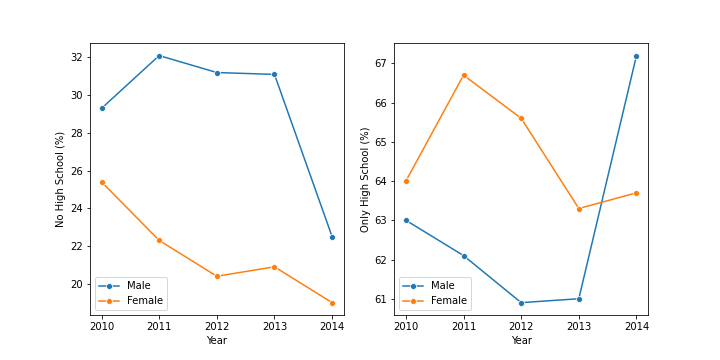 32
30
28
26
24
22
20
No High School (%)
Male
Female
2010 2011 2012 2013 2014
Year
67
66
65
64
63
62
61
Only High School (%)
Male
Female
2010 2011 2012 2013 2014
Year